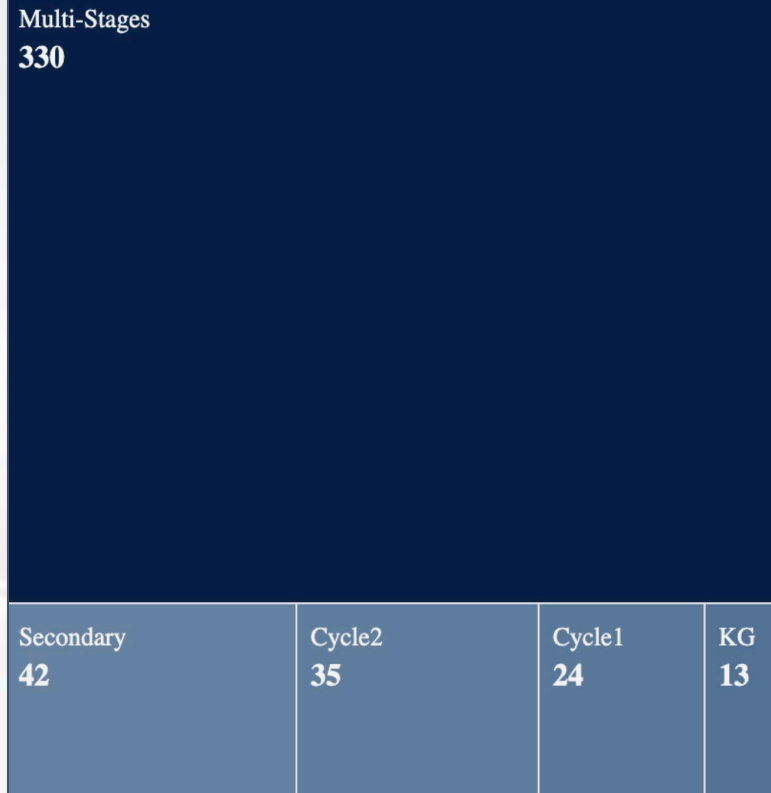 Multi-Stages
330
Secondary
42
Cycle2
35
Cycle1
24
KG
13